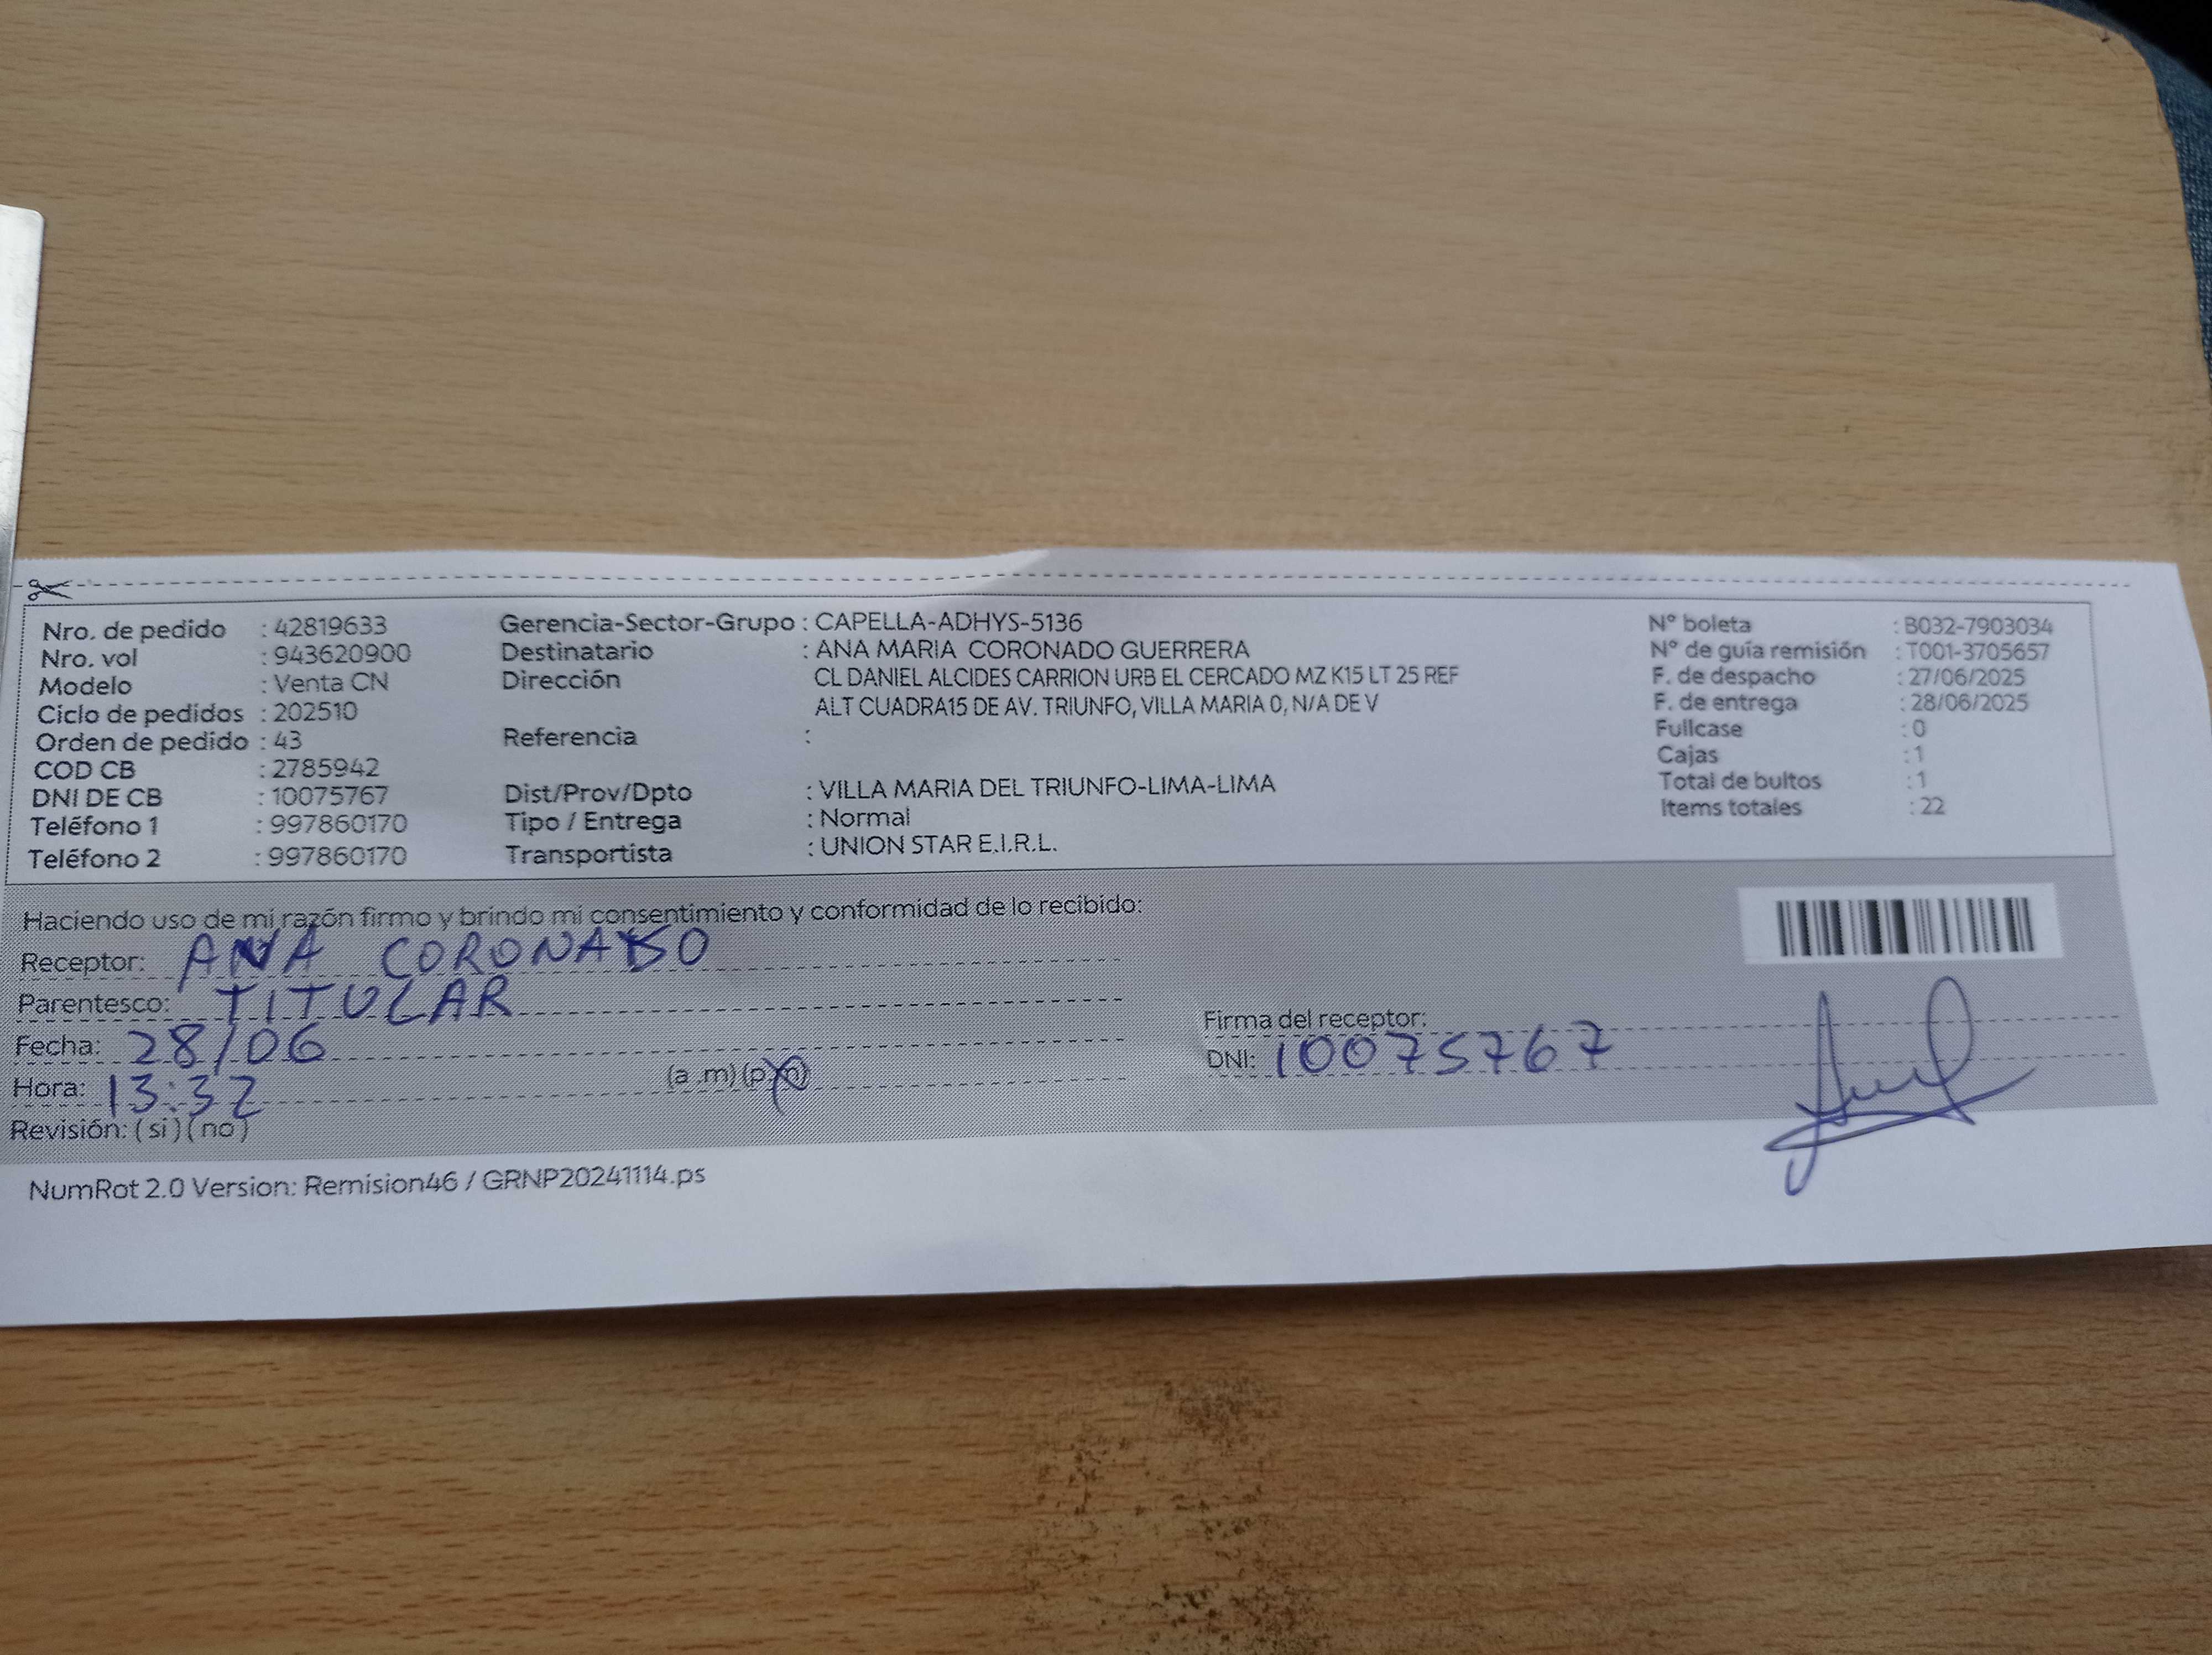 Nro. de pedido : 42819633
Nro. vol : 943620900
Modelo : Venta CN
Ciclo de pedidos : 202510
Orden de pedido : 43
COD CB : 2785942
DNI DE CB : 10075767
Teléfono 1 : 997860170
Teléfono 2 : 997860170
Gerencia-Sector-Grupo : CAPELLA-ADHYS-5136
Destinatario : ANA MARIA CORONADO GUERRERA
Dirección CL DANIEL ALCIDES CARRION URB EL CERCADO MZ K15 LT 25 REF
ALT CUADRA15 DE AV. TRIUNFO, VILLA MARIA 0, N/A DE V
Referencia :
Dist/Prov/Dpto : VILLA MARIA DEL TRIUNFO-LIMA-LIMA
Tipo / Entrega : Normal
Transportista : UNION STAR E.I.R.L.
N° boleta : B032-7903034
N° de guía remisión : T001-3705657
F. de despacho : 27/06/2025
F. de entrega : 28/06/2025
Fullcase : 0
Cajas : 1
Total de bultos : 1
Items totales : 22
Haciendo uso de mi razón firmo y brindo mi consentimiento y conformidad de lo recibido:
Receptor: ANA CORONADO
Parentesco: TITULAR
Fecha: 28/06
Hora: 13:32 (a .m) (p.m)
Revisión: ( si ) ( no )
Firma del receptor:
DNI: 10075767
NumRot 2.0 Version: Remision46 / GRNP20241114.ps